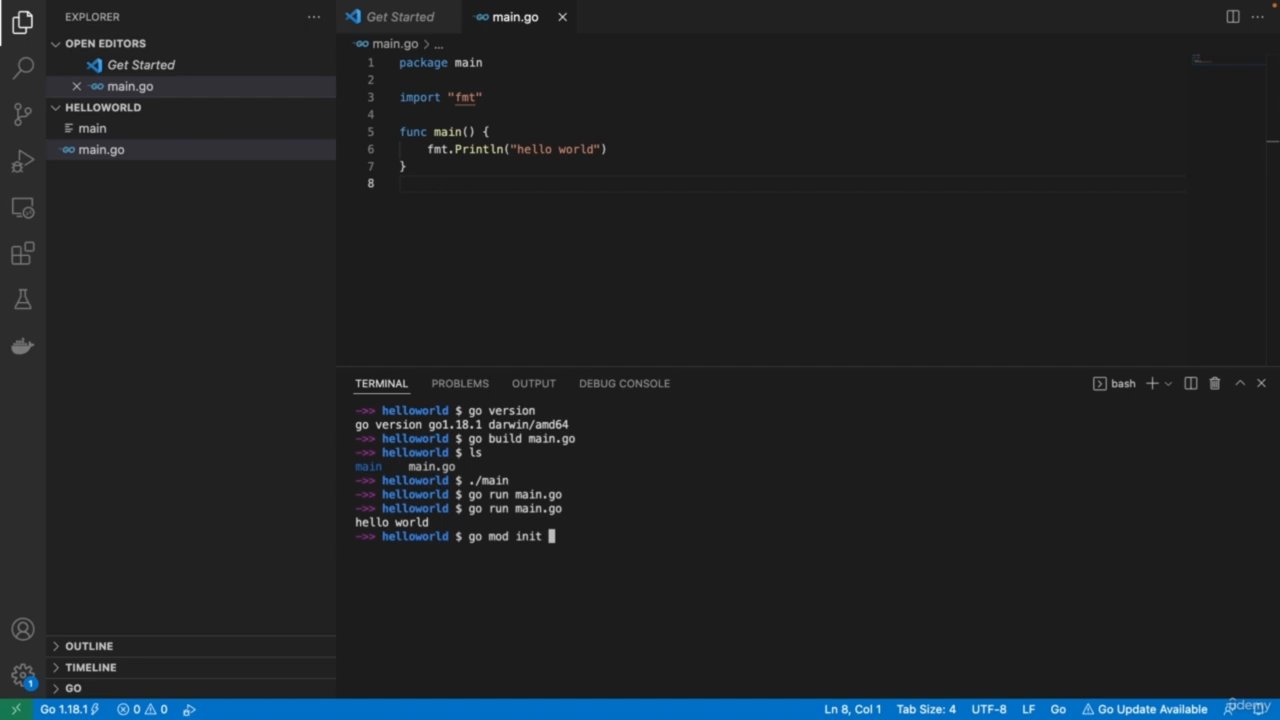 EXPLORER
OPEN EDITORS
Get Started
main.go
HELLOWORLD
main
main.go
OUTLINE
TIMELINE
GO
Get Started
main.go
main.go > ...
1 package main
2
3 import "fmt"
4
5 func main() {
6 fmt.Println("hello world")
7 }
8
TERMINAL PROBLEMS OUTPUT DEBUG CONSOLE
bash
->> helloworld $ go version
go version go1.18.1 darwin/amd64
->> helloworld $ go build main.go
->> helloworld $ ls
main main.go
->> helloworld $ ./main
->> helloworld $ go run main.go
->> helloworld $ go run main.go
hello world
->> helloworld $ go mod init
1
Go 1.18.1 0 0 Ln 8, Col 1 Tab Size: 4 UTF-8 LF Go Go Update Available
udemy